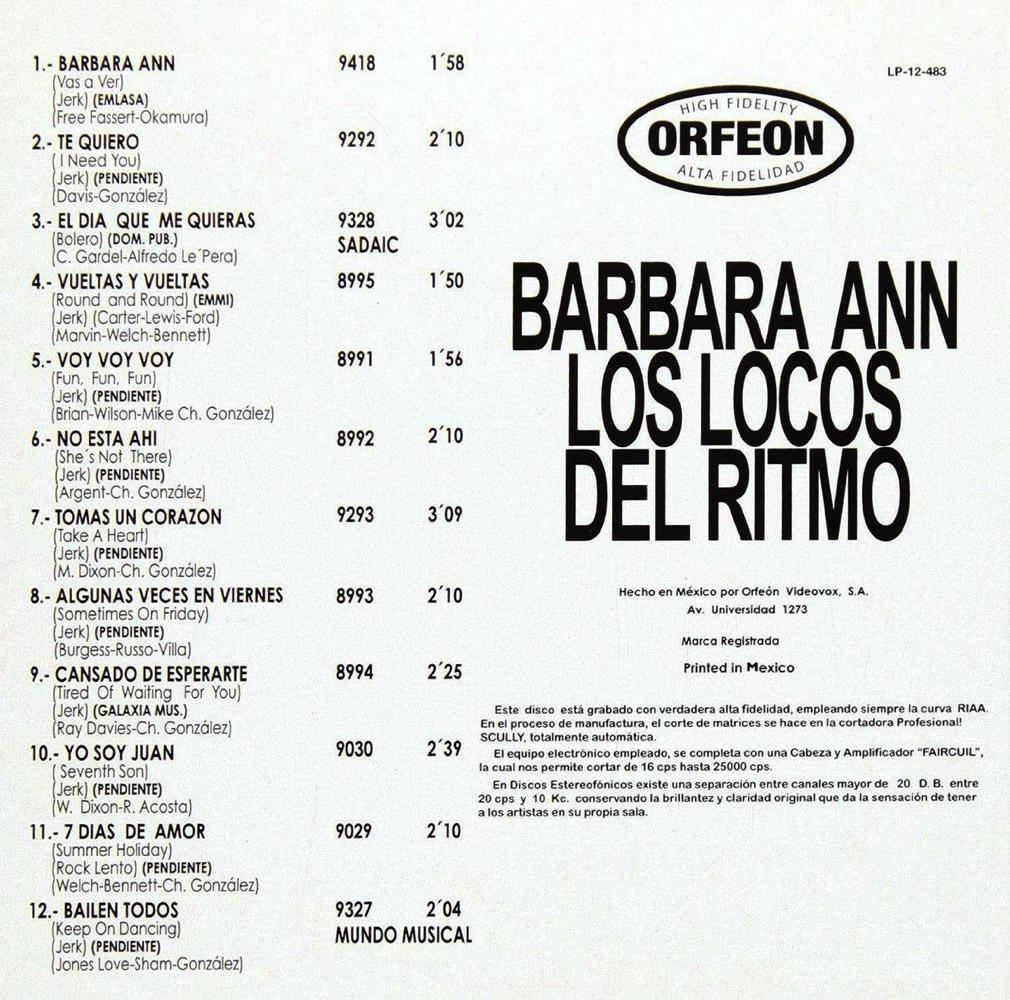 1.- BARBARA ANN 9418 1´58
(Vas a Ver)
(Jerk) (EMLASA)
(Free Fassert-Okamura)
2.- TE QUIERO 9292 2´10
( I Need You)
(Jerk) (PENDIENTE)
(Davis-González)
3.- EL DIA QUE ME QUIERAS 9328 3´02
(Bolero) (DOM. PUB.) SADAIC
(C. Gardel-Alfredo Le´Pera)
4.- VUELTAS Y VUELTAS 8995 1´50
(Round and Round) (EMMI)
(Jerk) (Carter-Lewis-Ford)
(Marvin-Welch-Bennett)
5.- VOY VOY VOY 8991 1´56
(Fun, Fun, Fun)
(Jerk) (PENDIENTE)
(Brian-Wilson-Mike Ch. González)
6.- NO ESTA AHI 8992 2´10
(She´s Not There)
(Jerk) (PENDIENTE)
(Argent-Ch. González)
7.- TOMAS UN CORAZON 9293 3´09
(Take A Heart)
(Jerk) (PENDIENTE)
(M. Dixon-Ch. González)
8.- ALGUNAS VECES EN VIERNES 8993 2´10
(Sometimes On Friday)
(Jerk) (PENDIENTE)
(Burgess-Russo-Villa)
9.- CANSADO DE ESPERARTE 8994 2´25
(Tired Of Waiting For You)
(Jerk) (GALAXIA MUS.)
(Ray Davies-Ch. González)
10.- YO SOY JUAN 9030 2´39
( Seventh Son)
(Jerk) (PENDIENTE)
(W. Dixon-R. Acosta)
11.- 7 DIAS DE AMOR 9029 2´10
(Summer Holiday)
(Rock Lento) (PENDIENTE)
(Welch-Bennett-Ch. González)
12.- BAILEN TODOS 9327 2´04
(Keep On Dancing) MUNDO MUSICAL
(Jerk) (PENDIENTE)
(Jones Love-Sham-González)
LP-12-483
HIGH FIDELITY
ORFEON
ALTA FIDELIDAD
BARBARA ANN
LOS LOCOS
DEL RITMO
Hecho en México por Orfeón Videovox, S.A.
Av. Universidad 1273
Marca Registrada
Printed in Mexico
Este disco está grabado con verdadera alta fidelidad, empleando siempre la curva RIAA.
En el proceso de manufactura, el corte de matrices se hace en la cortadora Profesional!
SCULLY, totalmente automática.
El equipo electrónico empleado, se completa con una Cabeza y Amplificador “FAIRCUIL”,
la cual nos permite cortar de 16 cps hasta 25000 cps.
En Discos Estereofónicos existe una separación entre canales mayor de 20 D. B. entre
20 cps y 10 Kc. conservando la brillantez y claridad original que da la sensación de tener
a los artistas en su propia sala.